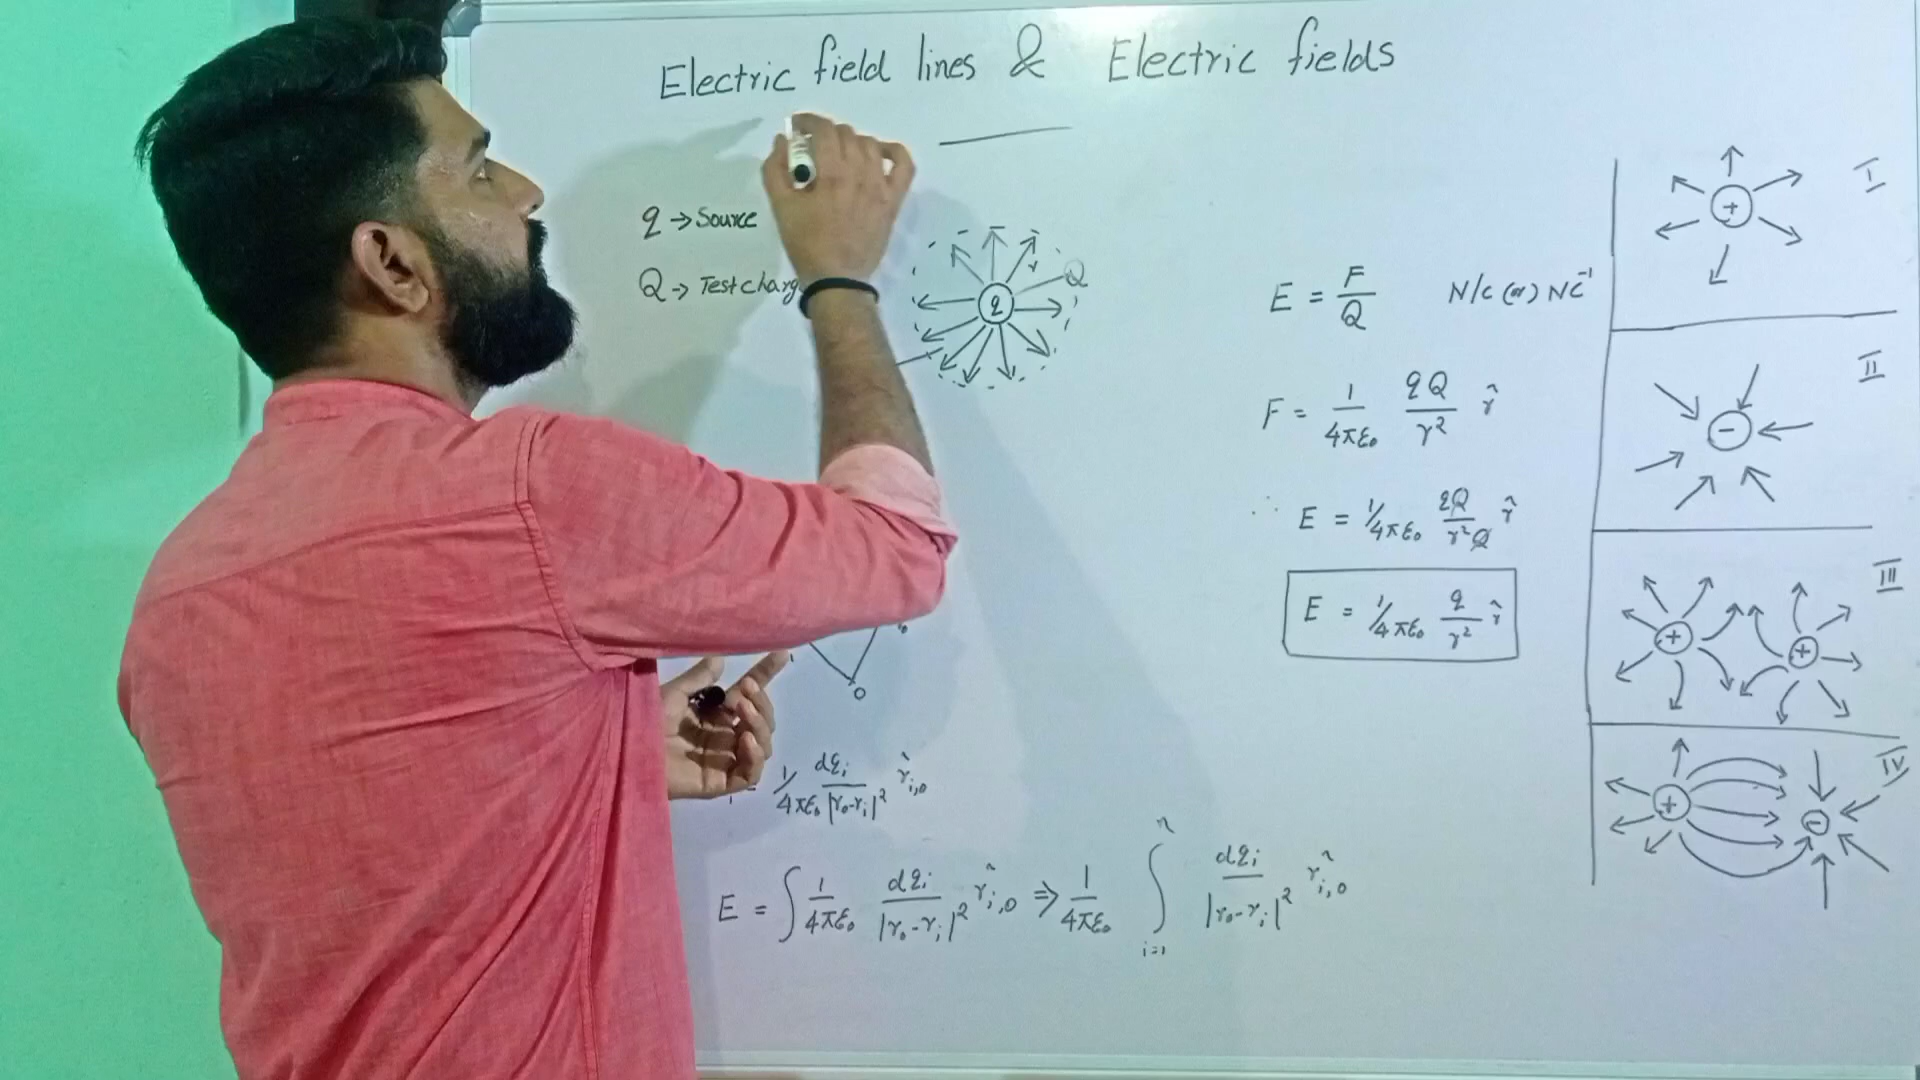 Electric field lines & Electric fields
q → Source
Q → Test charg
Q
r
q
E = F/Q N/C (or) NC⁻¹
F = 1/4πε₀ qQ/r² r̂
∴ E = 1/4πε₀ qQ/r²Q r̂
E = 1/4πε₀ q/r² r̂
O
1/4πε₀ dqᵢ/|r₀-rᵢ|² r̂ᵢ,₀
E = ∫ 1/4πε₀ dqᵢ/|r₀-rᵢ|² r̂ᵢ,₀ ⇒ 1/4πε₀ ∫ᵢ₌₁ⁿ dqᵢ/|r₀-rᵢ|² r̂ᵢ,₀
+ I
- II
+ + III
+ - IV